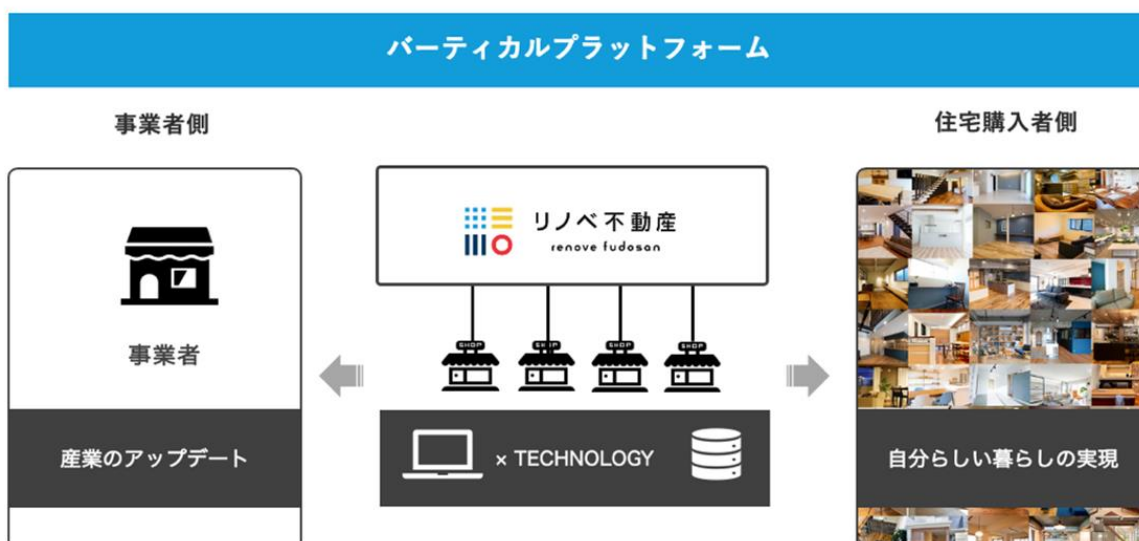 バーティカルプラットフォーム
事業者側
住宅購入者側
リノベ不動産
renove fudosan
事業者
SHOP
SHOP
SHOP
SHOP
産業のアップデート
× TECHNOLOGY
自分らしい暮らしの実現